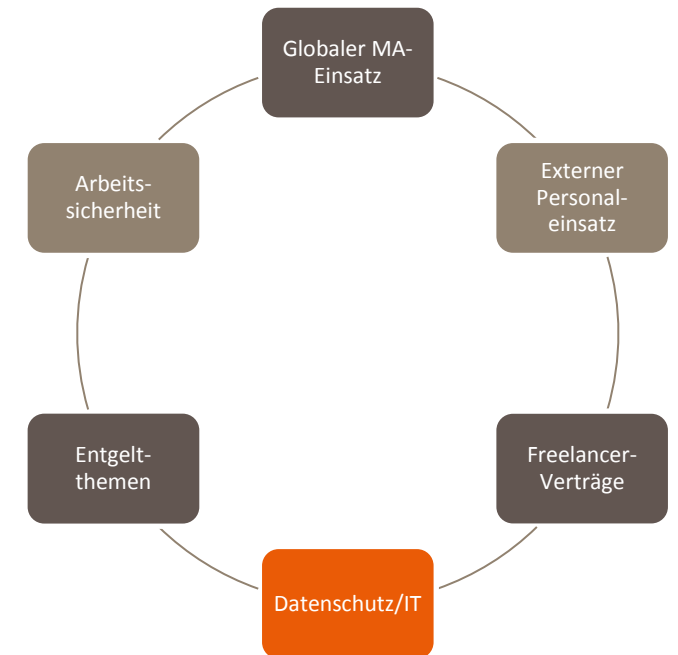 Globaler MA-
Einsatz
Externer
Personal-
einsatz
Freelancer-
Verträge
Datenschutz/IT
Entgelt-
themen
Arbeits-
sicherheit